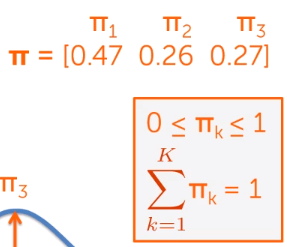 π₁ π₂ π₃
π = [0.47 0.26 0.27]
0 ≤ πₖ ≤ 1
K
∑ πₖ = 1
k=1
π₃